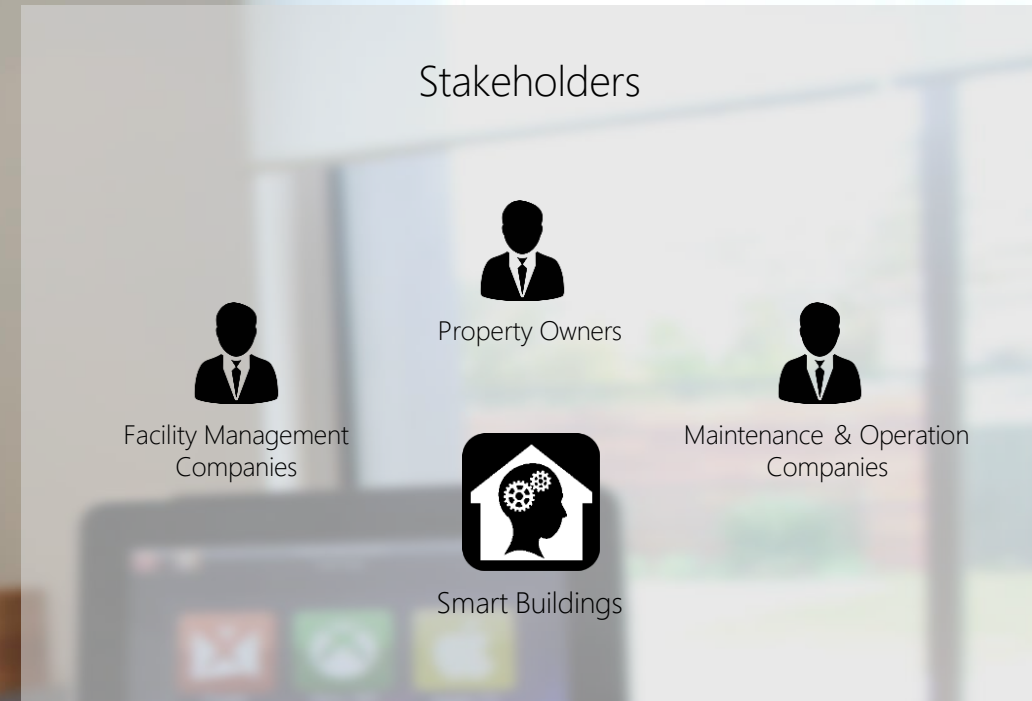 Stakeholders
Property Owners
Facility Management
Companies
Maintenance & Operation
Companies
Smart Buildings